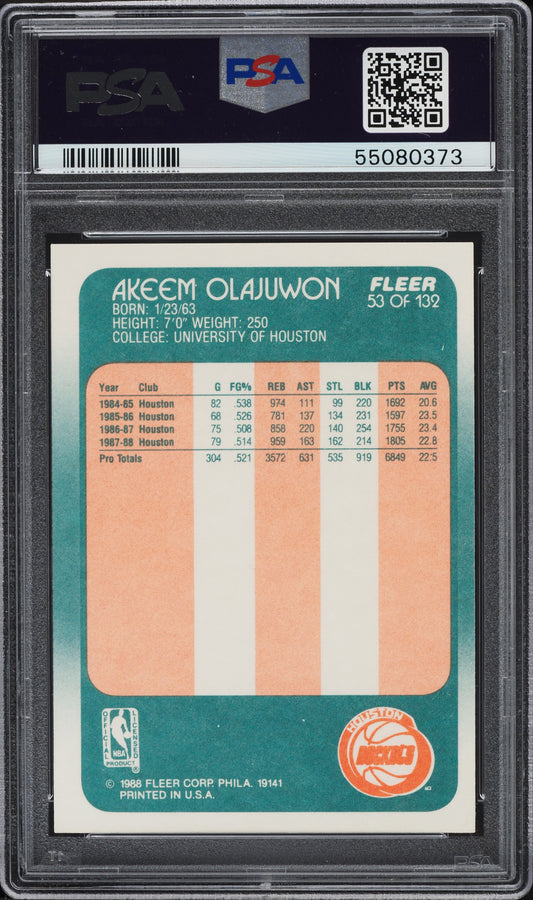 PSA
PSA
55080373
AKEEM OLAJUWON
FLEER
BORN: 1/23/63
53 OF 132
HEIGHT: 7'0" WEIGHT: 250
COLLEGE: UNIVERSITY OF HOUSTON
Year Club G FG% REB AST STL BLK PTS AVG
1984-85 Houston 82 .538 974 111 99 220 1692 20.6
1985-86 Houston 68 .526 781 137 134 231 1597 23.5
1986-87 Houston 75 .508 858 220 140 254 1755 23.4
1987-88 Houston 79 .514 959 163 162 214 1805 22.8
Pro Totals 304 .521 3572 631 535 919 6849 22.5
OFFICIAL LICENSED
NBA
PRODUCT
®
HOUSTON
ROCKETS
© 1988 FLEER CORP. PHILA. 19141
PRINTED IN U.S.A.
PSA